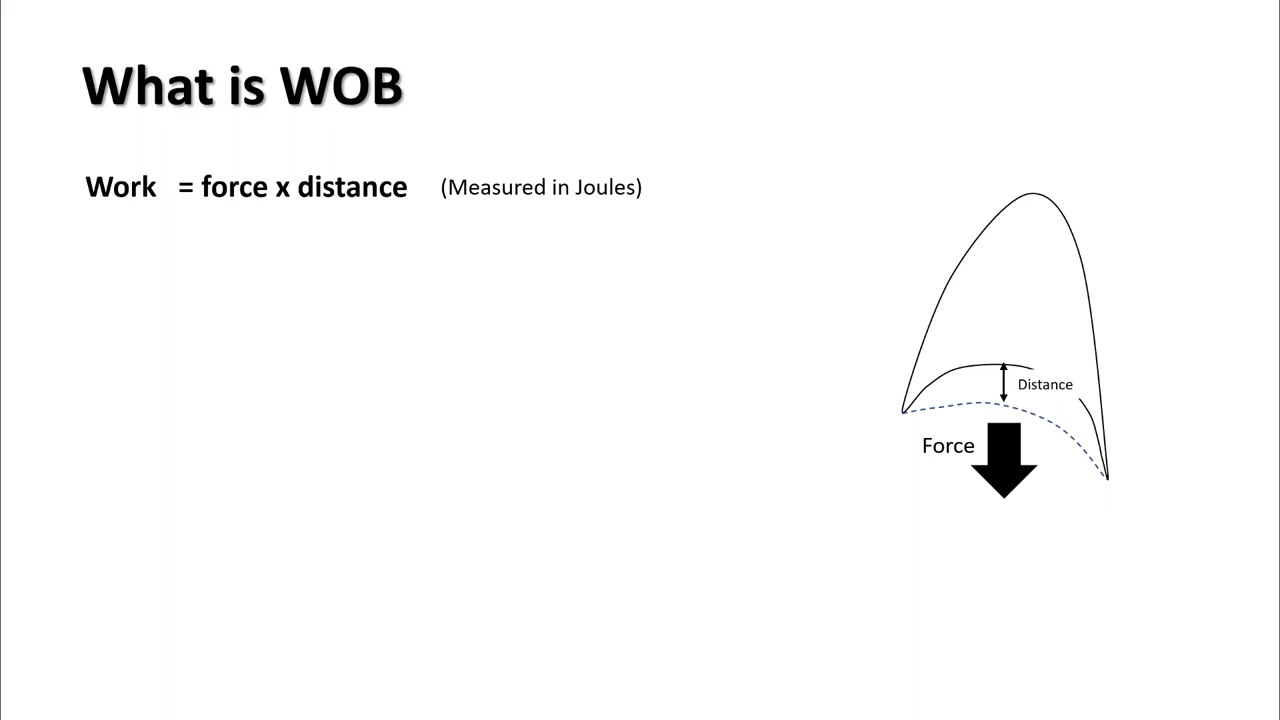 What is WOB
Work = force x distance (Measured in Joules)
Distance
Force